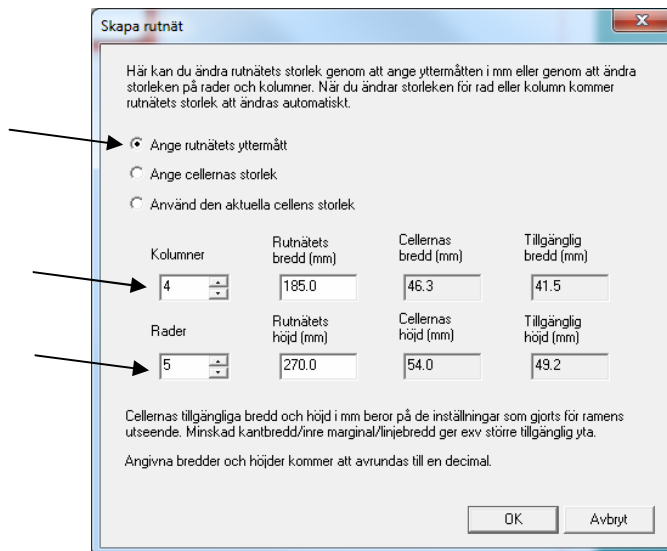 Skapa rutnät
Här kan du ändra rutnätets storlek genom att ange yttermåtten i mm eller genom att ändra
storleken på rader och kolumner. När du ändrar storleken för rad eller kolumn kommer
rutnätets storlek att ändras automatiskt.
Ange rutnätets yttermått
Ange cellernas storlek
Använd den aktuella cellens storlek
Kolumner
Rutnätets bredd (mm)
Cellernas bredd (mm)
Tillgänglig bredd (mm)
4
185.0
46.3
41.5
Rader
Rutnätets höjd (mm)
Cellernas höjd (mm)
Tillgänglig höjd (mm)
5
270.0
54.0
49.2
Cellernas tillgängliga bredd och höjd i mm beror på de inställningar som gjorts för ramens
utseende. Minskad kantbredd/inre marginal/linjebredd ger exv större tillgänglig yta.
Angivna bredder och höjder kommer att avrundas till en decimal.
OK
Avbryt